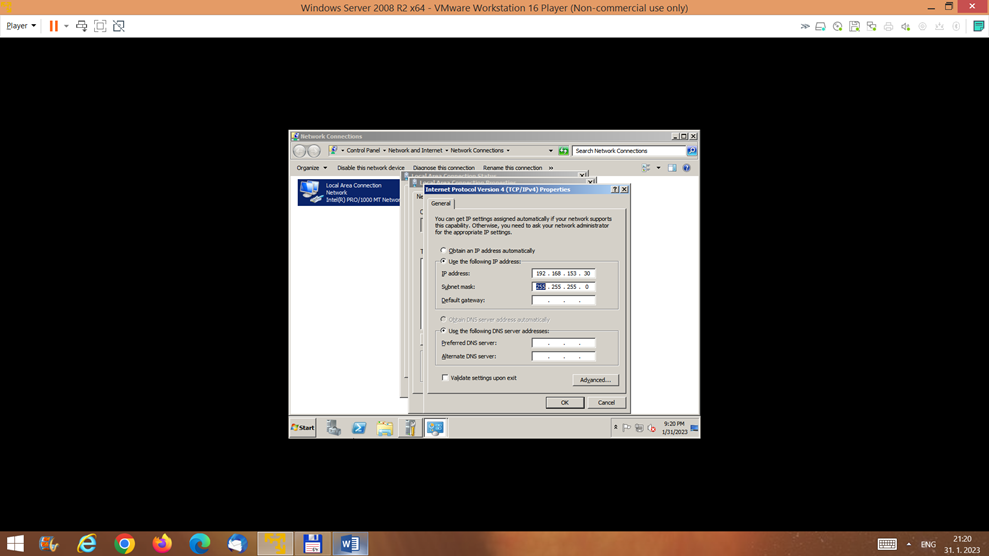 Windows Server 2008 R2 x64 - VMware Workstation 16 Player (Non-commercial use only)
Player
Network Connections
Control Panel Network and Internet Network Connections
Search Network Connections
Organize Disable this network device Diagnose this connection Rename this connection »
Local Area Connection
Network
Intel(R) PRO/1000 MT Network
Internet Protocol Version 4 (TCP/IPv4) Properties
General
You can get IP settings assigned automatically if your network supports
this capability. Otherwise, you need to ask your network administrator
for the appropriate IP settings.
Obtain an IP address automatically
Use the following IP address:
IP address: 192 . 168 . 153 . 30
Subnet mask: 255 . 255 . 255 . 0
Default gateway: . . .
Obtain DNS server address automatically
Use the following DNS server addresses:
Preferred DNS server: . . .
Alternate DNS server: . . .
Validate settings upon exit
Advanced...
OK Cancel
Start
9:20 PM
1/31/2023
ENG
21:20
31. 1. 2023